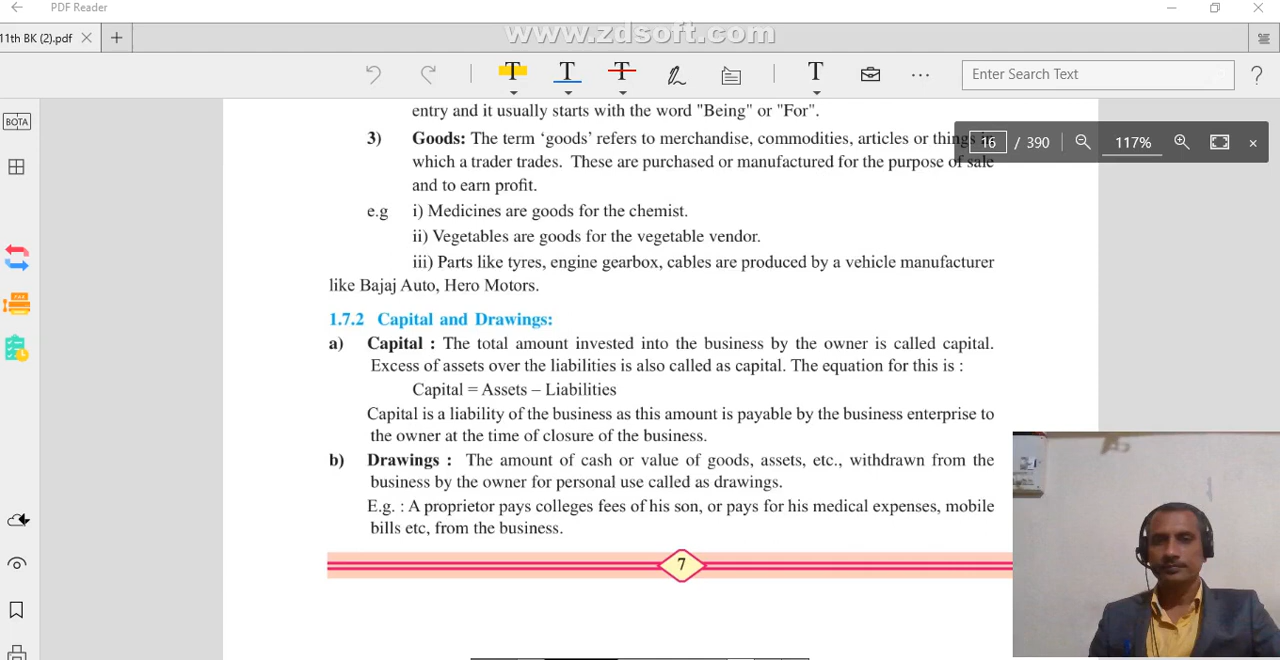 PDF Reader
11th BK (2).pdf
www.zdsoft.com
T T T T
Enter Search Text
?
BOTA
16 / 390 117%
entry and it usually starts with the word "Being" or "For".
3) Goods: The term ‘goods’ refers to merchandise, commodities, articles or things in
which a trader trades. These are purchased or manufactured for the purpose of sale
and to earn profit.
e.g i) Medicines are goods for the chemist.
ii) Vegetables are goods for the vegetable vendor.
iii) Parts like tyres, engine gearbox, cables are produced by a vehicle manufacturer
like Bajaj Auto, Hero Motors.
1.7.2 Capital and Drawings:
a) Capital : The total amount invested into the business by the owner is called capital.
Excess of assets over the liabilities is also called as capital. The equation for this is :
Capital = Assets – Liabilities
Capital is a liability of the business as this amount is payable by the business enterprise to
the owner at the time of closure of the business.
b) Drawings : The amount of cash or value of goods, assets, etc., withdrawn from the
business by the owner for personal use called as drawings.
E.g. : A proprietor pays colleges fees of his son, or pays for his medical expenses, mobile
bills etc, from the business.
7